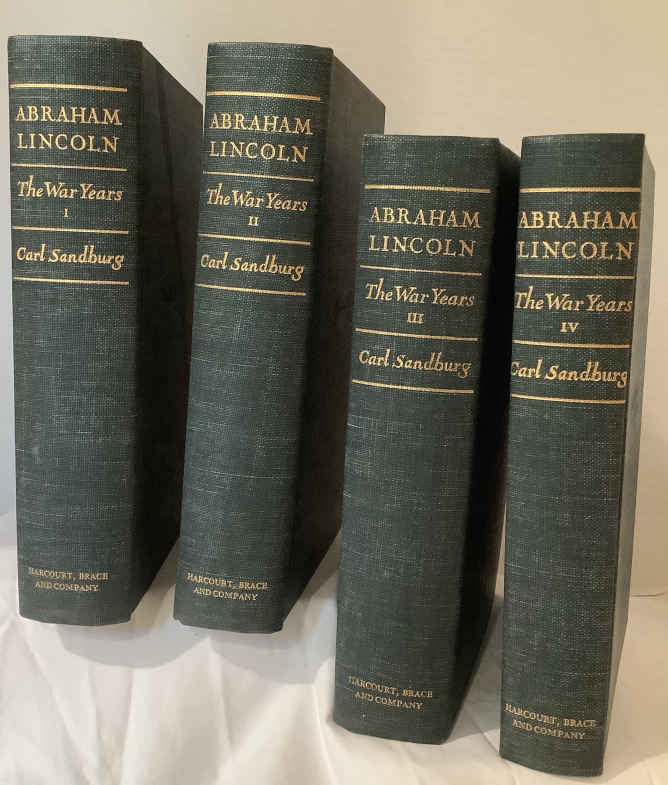 ABRAHAM
LINCOLN
The War Years
I
Carl Sandburg
HARCOURT, BRACE
AND COMPANY
ABRAHAM
LINCOLN
The War Years
II
Carl Sandburg
HARCOURT, BRACE
AND COMPANY
ABRAHAM
LINCOLN
The War Years
III
Carl Sandburg
HARCOURT, BRACE
AND COMPANY
ABRAHAM
LINCOLN
The War Years
IV
Carl Sandburg
HARCOURT, BRACE
AND COMPANY